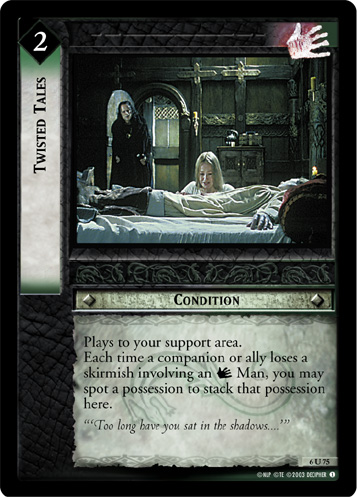 2
TWISTED TALES
CONDITION
Plays to your support area.
Each time a companion or ally loses a
skirmish involving an Man, you may
spot a possession to stack that possession
here.
“‘Too long have you sat in the shadows....’”
6 U 75
©NLP ©TE ©2003 DECIPHER